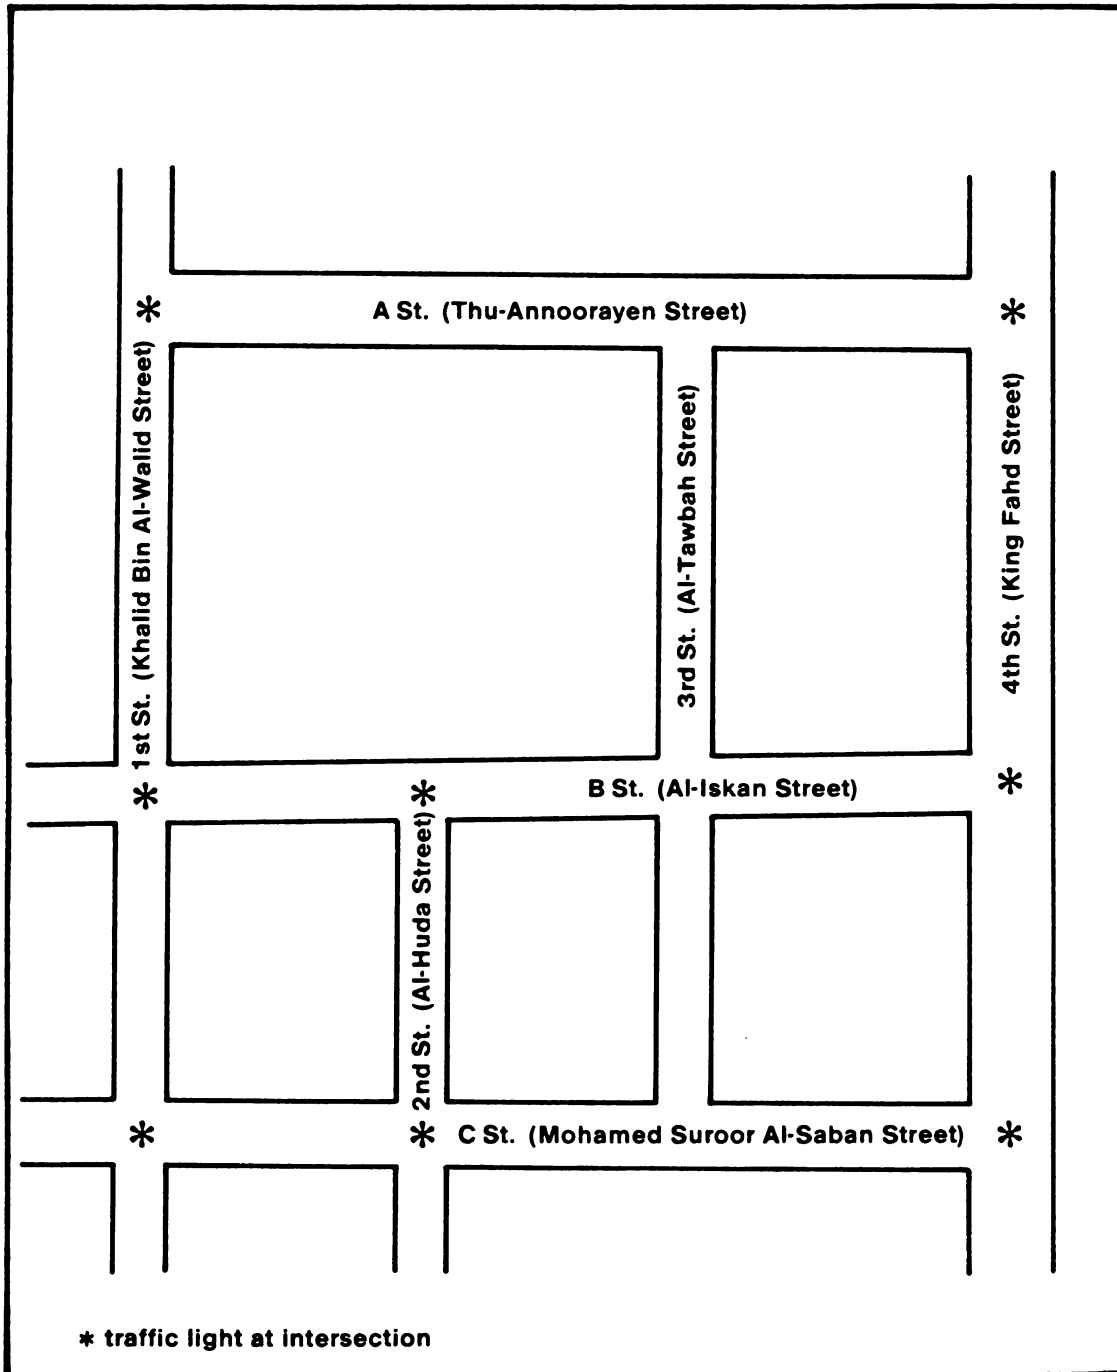 A St. (Thu-Annoorayen Street)
1st St. (Khalid Bin Al-Walid Street)
3rd St. (Al-Tawbah Street)
4th St. (King Fahd Street)
B St. (Al-Iskan Street)
2nd St. (Al-Huda Street)
C St. (Mohamed Suroor Al-Saban Street)
* traffic light at intersection